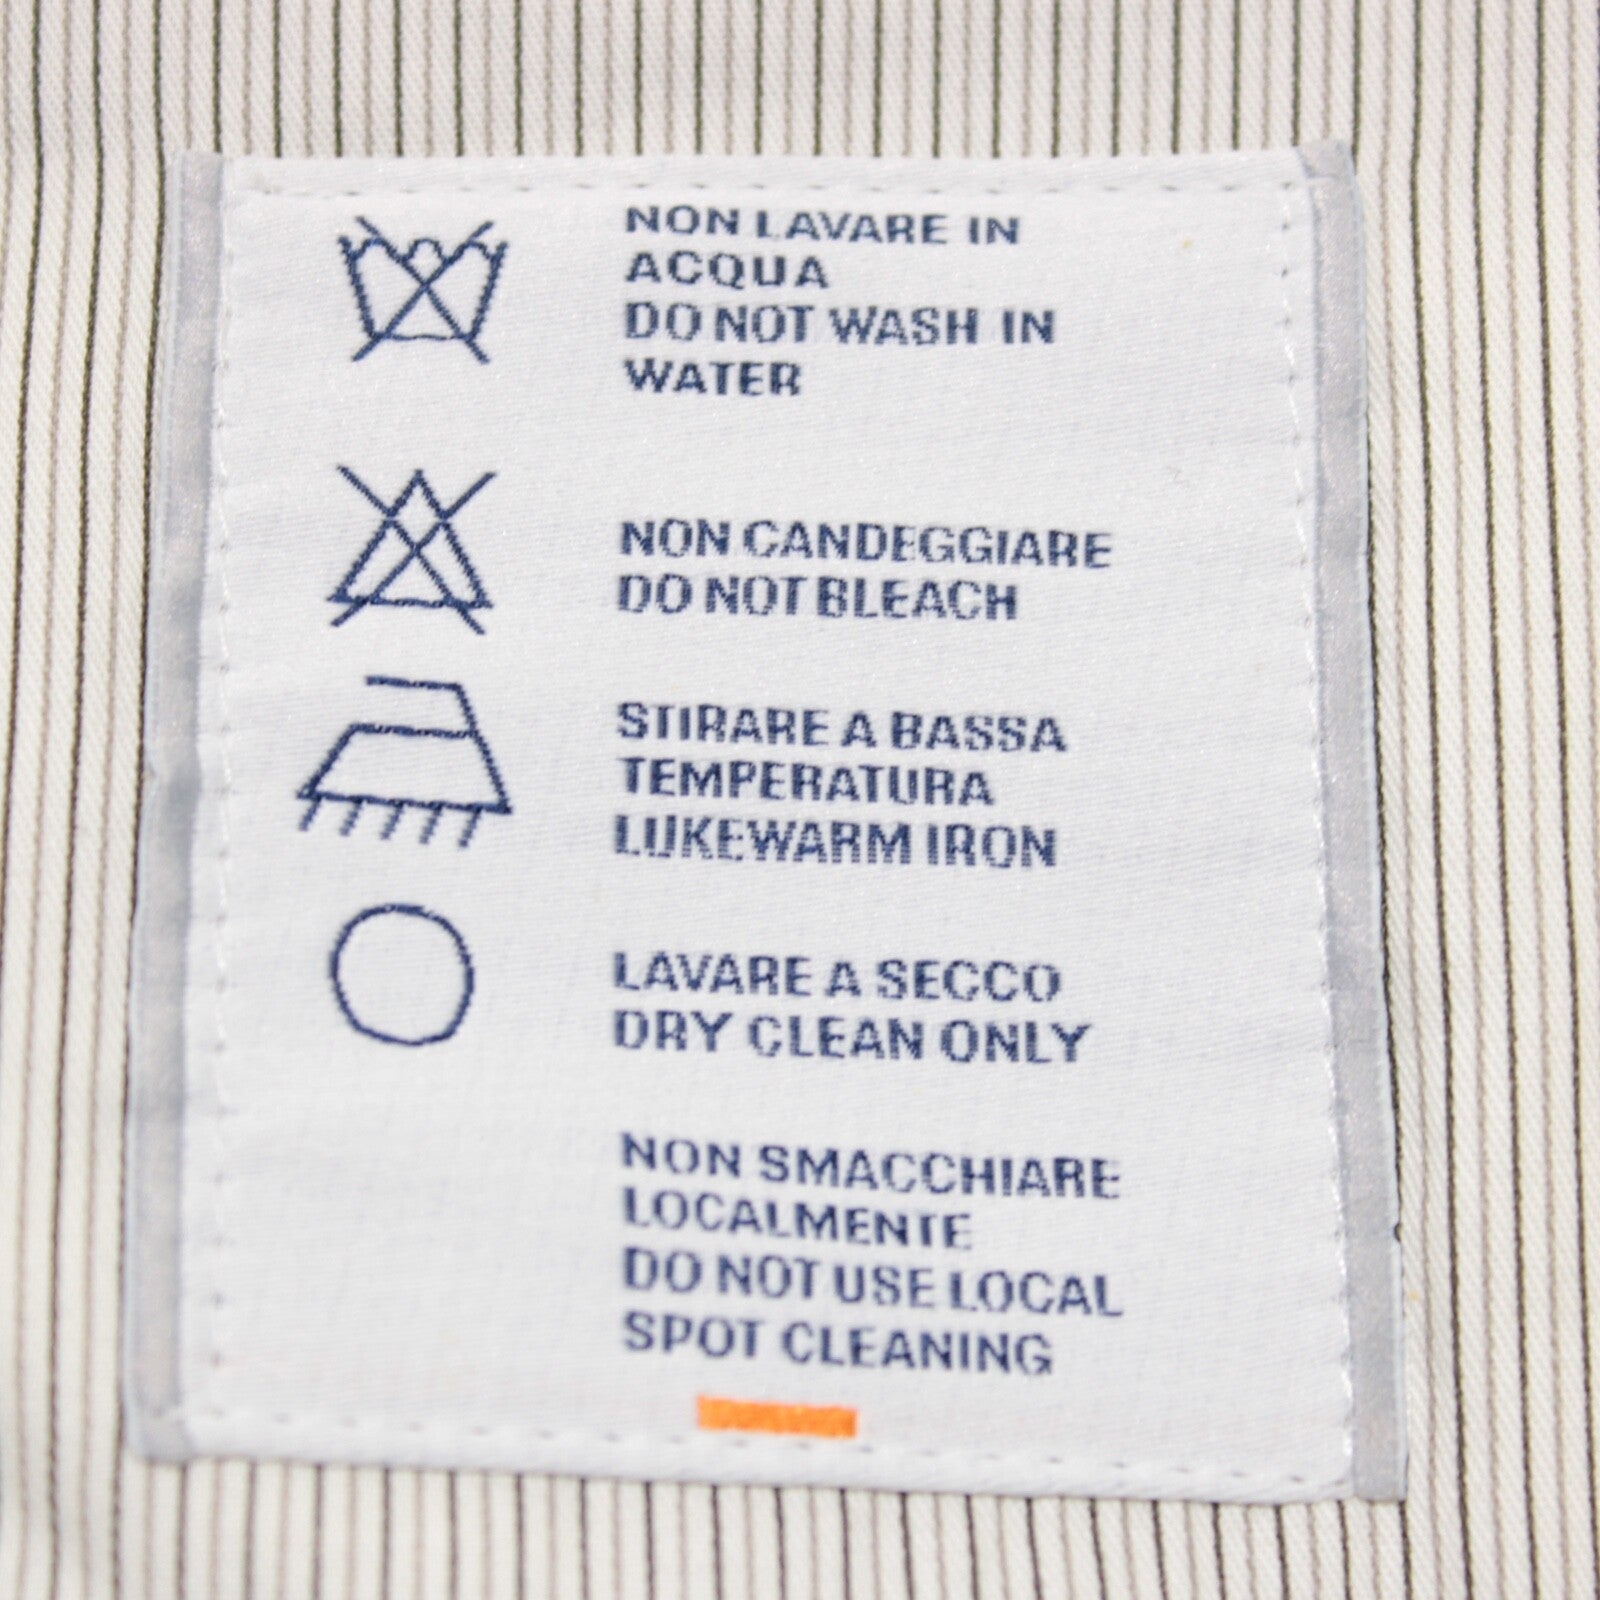 NON LAVARE IN
ACQUA
DO NOT WASH IN
WATER
NON CANDEGGIARE
DO NOT BLEACH
STIRARE A BASSA
TEMPERATURA
LUKEWARM IRON
LAVARE A SECCO
DRY CLEAN ONLY
NON SMACCHIARE
LOCALMENTE
DO NOT USE LOCAL
SPOT CLEANING